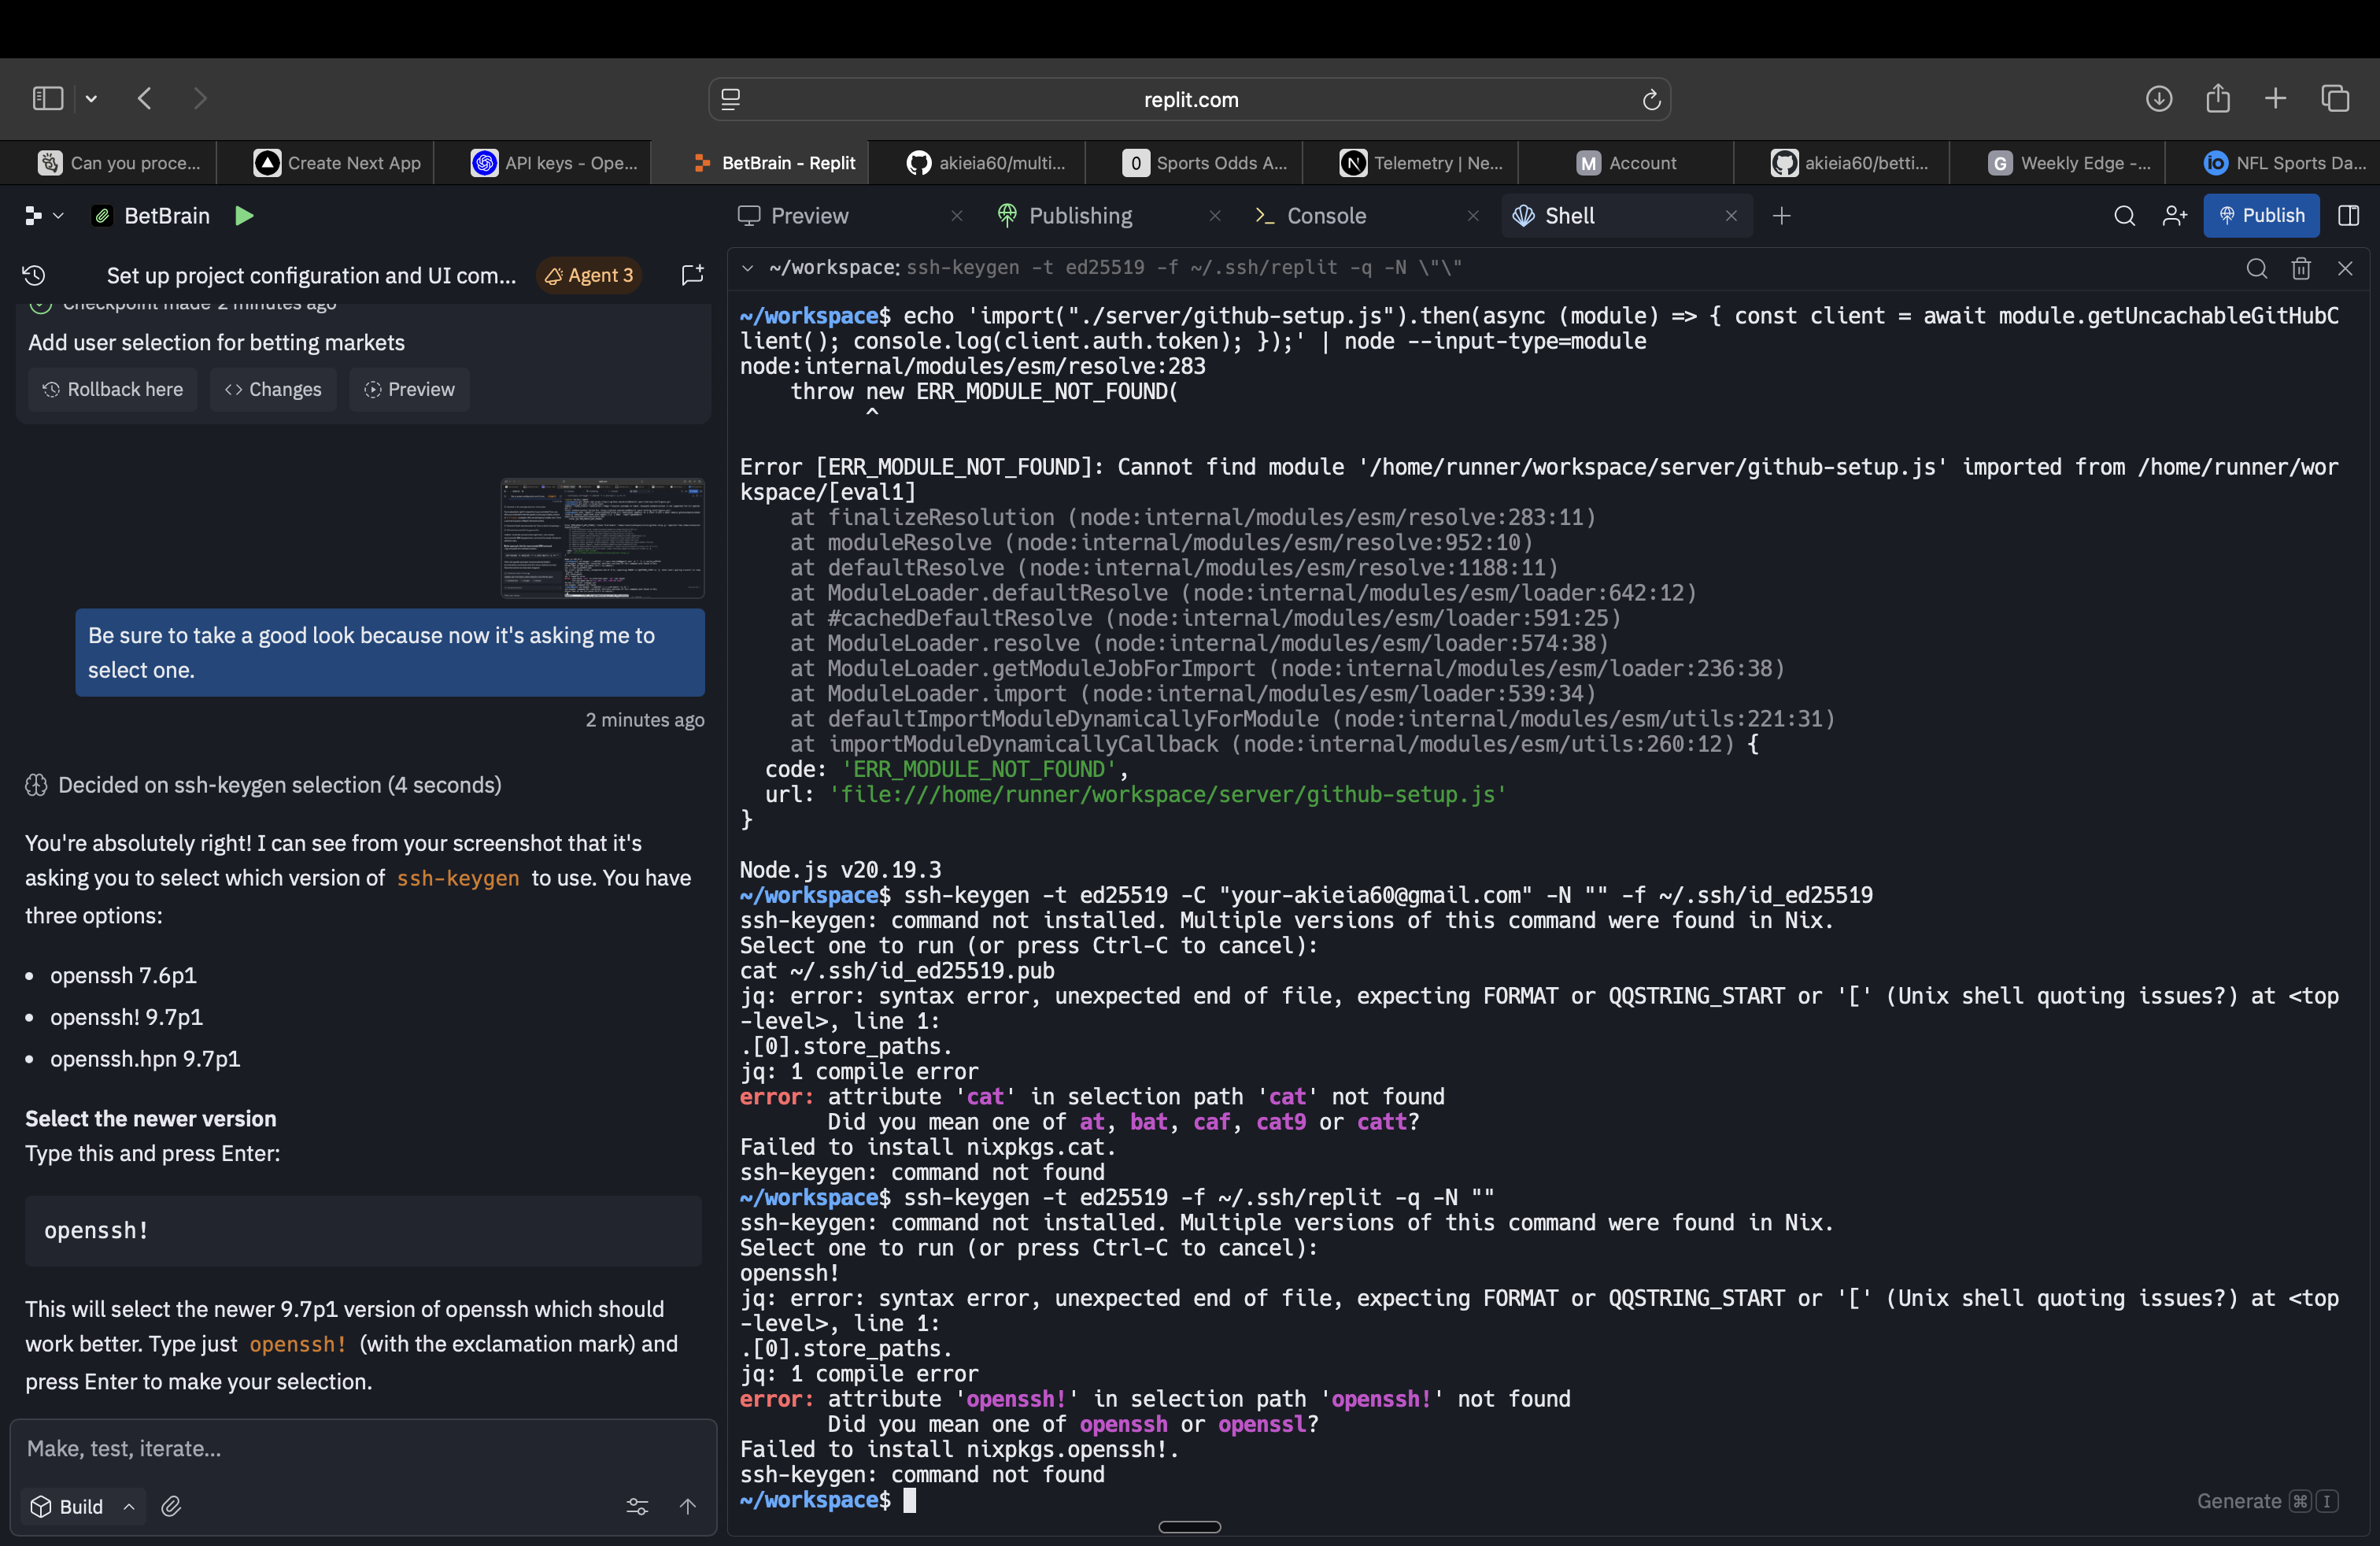 replit.com
Can you proce...
Create Next App
API keys - Ope...
BetBrain - Replit
akieia60/multi...
Sports Odds A...
Telemetry | Ne...
M Account
akieia60/betti...
G Weekly Edge -...
io NFL Sports Da...
BetBrain
Preview
Publishing
Console
Shell
Publish
Set up project configuration and UI com...
Agent 3
Checkpoint made 2 minutes ago
Add user selection for betting markets
Rollback here
Changes
Preview
Be sure to take a good look because now it's asking me to
select one.
2 minutes ago
Decided on ssh-keygen selection (4 seconds)
You're absolutely right! I can see from your screenshot that it's
asking you to select which version of ssh-keygen to use. You have
three options:
• openssh 7.6p1
• openssh! 9.7p1
• openssh.hpn 9.7p1
Select the newer version
Type this and press Enter:
openssh!
This will select the newer 9.7p1 version of openssh which should
work better. Type just openssh! (with the exclamation mark) and
press Enter to make your selection.
Make, test, iterate...
Build
~/workspace: ssh-keygen -t ed25519 -f ~/.ssh/replit -q -N \"\"
~/workspace$ echo 'import("./server/github-setup.js").then(async (module) => { const client = await module.getUncachableGitHubC
lient(); console.log(client.auth.token); });' | node --input-type=module
node:internal/modules/esm/resolve:283
    throw new ERR_MODULE_NOT_FOUND(
          ^
Error [ERR_MODULE_NOT_FOUND]: Cannot find module '/home/runner/workspace/server/github-setup.js' imported from /home/runner/wor
kspace/[eval1]
    at finalizeResolution (node:internal/modules/esm/resolve:283:11)
    at moduleResolve (node:internal/modules/esm/resolve:952:10)
    at defaultResolve (node:internal/modules/esm/resolve:1188:11)
    at ModuleLoader.defaultResolve (node:internal/modules/esm/loader:642:12)
    at #cachedDefaultResolve (node:internal/modules/esm/loader:591:25)
    at ModuleLoader.resolve (node:internal/modules/esm/loader:574:38)
    at ModuleLoader.getModuleJobForImport (node:internal/modules/esm/loader:236:38)
    at ModuleLoader.import (node:internal/modules/esm/loader:539:34)
    at defaultImportModuleDynamicallyForModule (node:internal/modules/esm/utils:221:31)
    at importModuleDynamicallyCallback (node:internal/modules/esm/utils:260:12) {
  code: 'ERR_MODULE_NOT_FOUND',
  url: 'file:///home/runner/workspace/server/github-setup.js'
}
Node.js v20.19.3
~/workspace$ ssh-keygen -t ed25519 -C "your-akieia60@gmail.com" -N "" -f ~/.ssh/id_ed25519
ssh-keygen: command not installed. Multiple versions of this command were found in Nix.
Select one to run (or press Ctrl-C to cancel):
cat ~/.ssh/id_ed25519.pub
jq: error: syntax error, unexpected end of file, expecting FORMAT or QQSTRING_START or '[' (Unix shell quoting issues?) at <top
-level>, line 1:
.[0].store_paths.
jq: 1 compile error
error: attribute 'cat' in selection path 'cat' not found
       Did you mean one of at, bat, caf, cat9 or catt?
Failed to install nixpkgs.cat.
ssh-keygen: command not found
~/workspace$ ssh-keygen -t ed25519 -f ~/.ssh/replit -q -N ""
ssh-keygen: command not installed. Multiple versions of this command were found in Nix.
Select one to run (or press Ctrl-C to cancel):
openssh!
jq: error: syntax error, unexpected end of file, expecting FORMAT or QQSTRING_START or '[' (Unix shell quoting issues?) at <top
-level>, line 1:
.[0].store_paths.
jq: 1 compile error
error: attribute 'openssh!' in selection path 'openssh!' not found
       Did you mean one of openssh or openssl?
Failed to install nixpkgs.openssh!.
ssh-keygen: command not found
~/workspace$
Generate ⌘ I